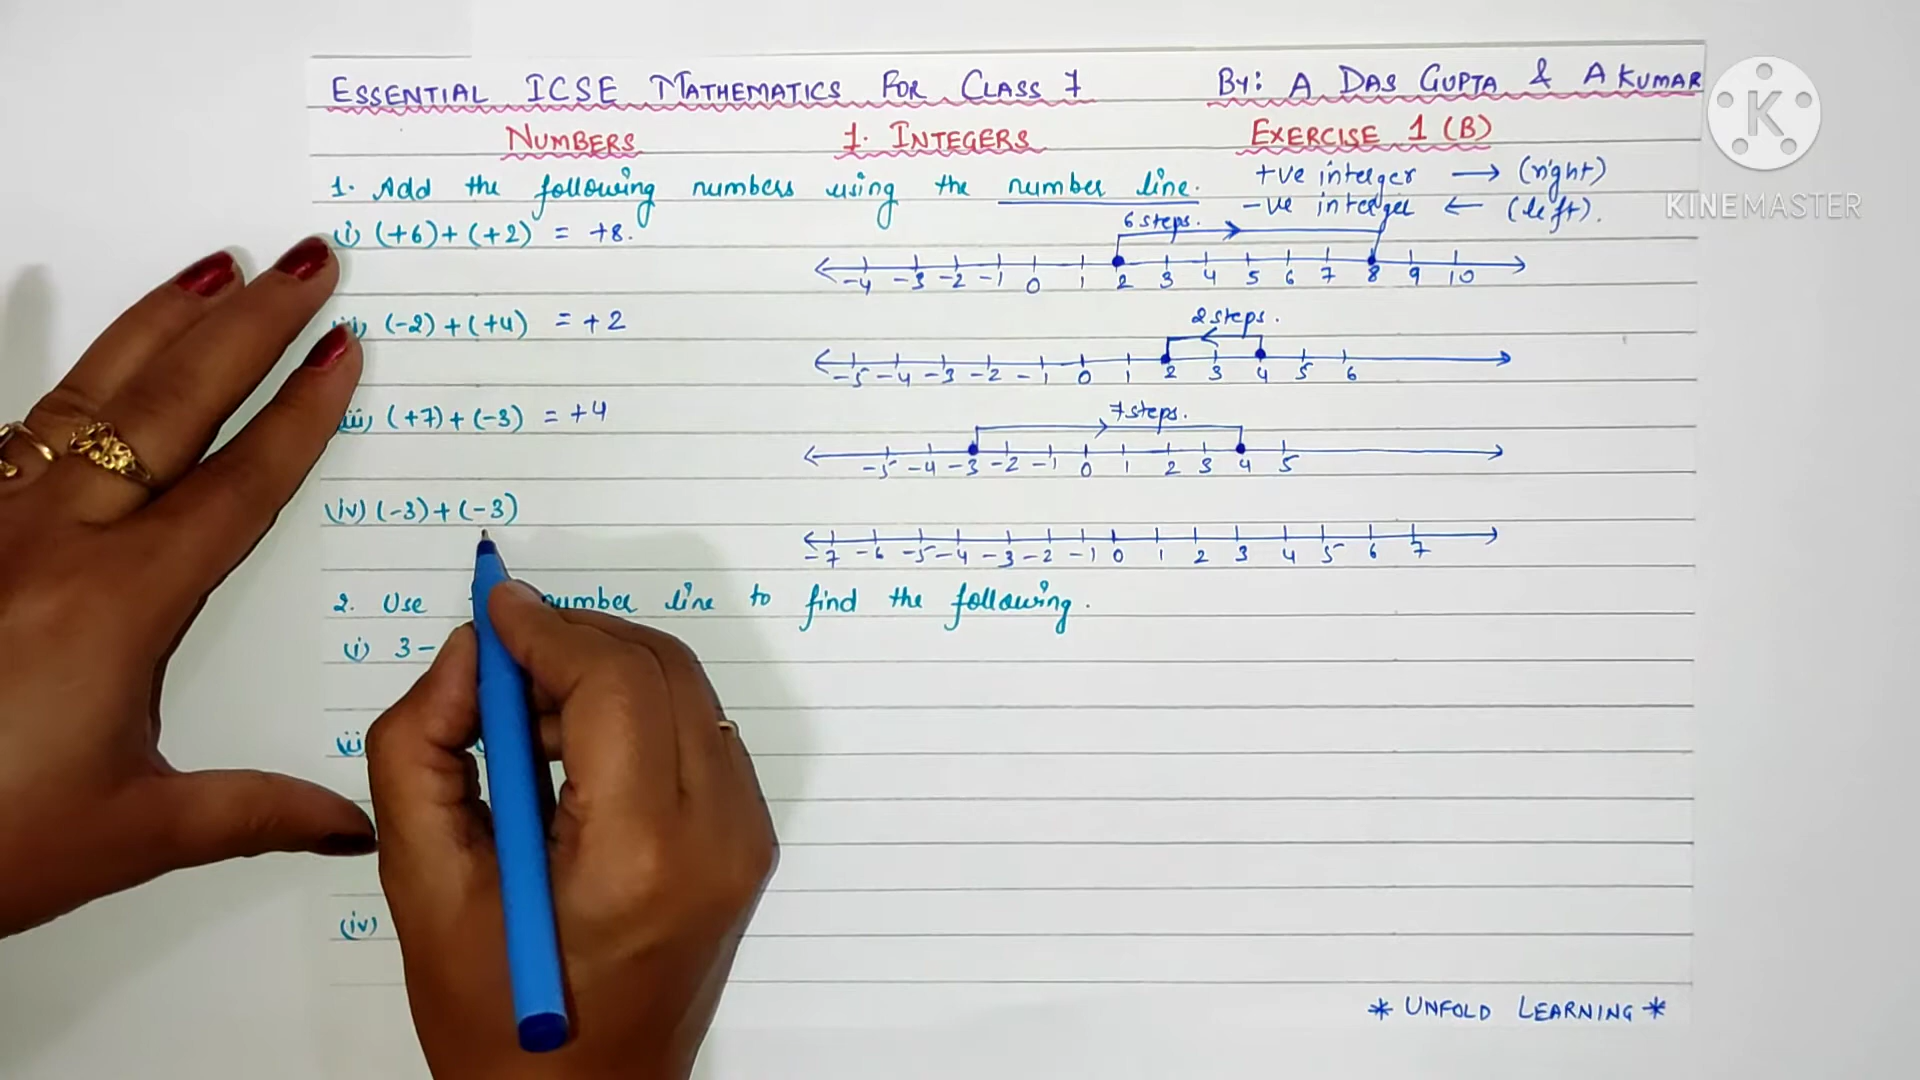 ESSENTIAL ICSE MATHEMATICS FOR CLASS 7 BY: A DAS GUPTA & A KUMAR
NUMBERS 1. INTEGERS EXERCISE 1 (B)
1. Add the following numbers using the number line.
+ve interger → (right)
-ve interger ← (left).
(i) (+6)+(+2) = +8.
6 steps.
-4 -3 -2 -1 0 1 2 3 4 5 6 7 8 9 10
(-2)+(+4) = +2
2 steps.
-5 -4 -3 -2 -1 0 1 2 3 4 5 6
iii) (+7)+(-3) = +4
7 steps.
-5 -4 -3 -2 -1 0 1 2 3 4 5
(iv) (-3)+(-3)
-7 -6 -5 -4 -3 -2 -1 0 1 2 3 4 5 6 7
2. Use number line to find the following.
(i) 3-
(ii
(iv)
* UNFOLD LEARNING *
K
KINEMASTER